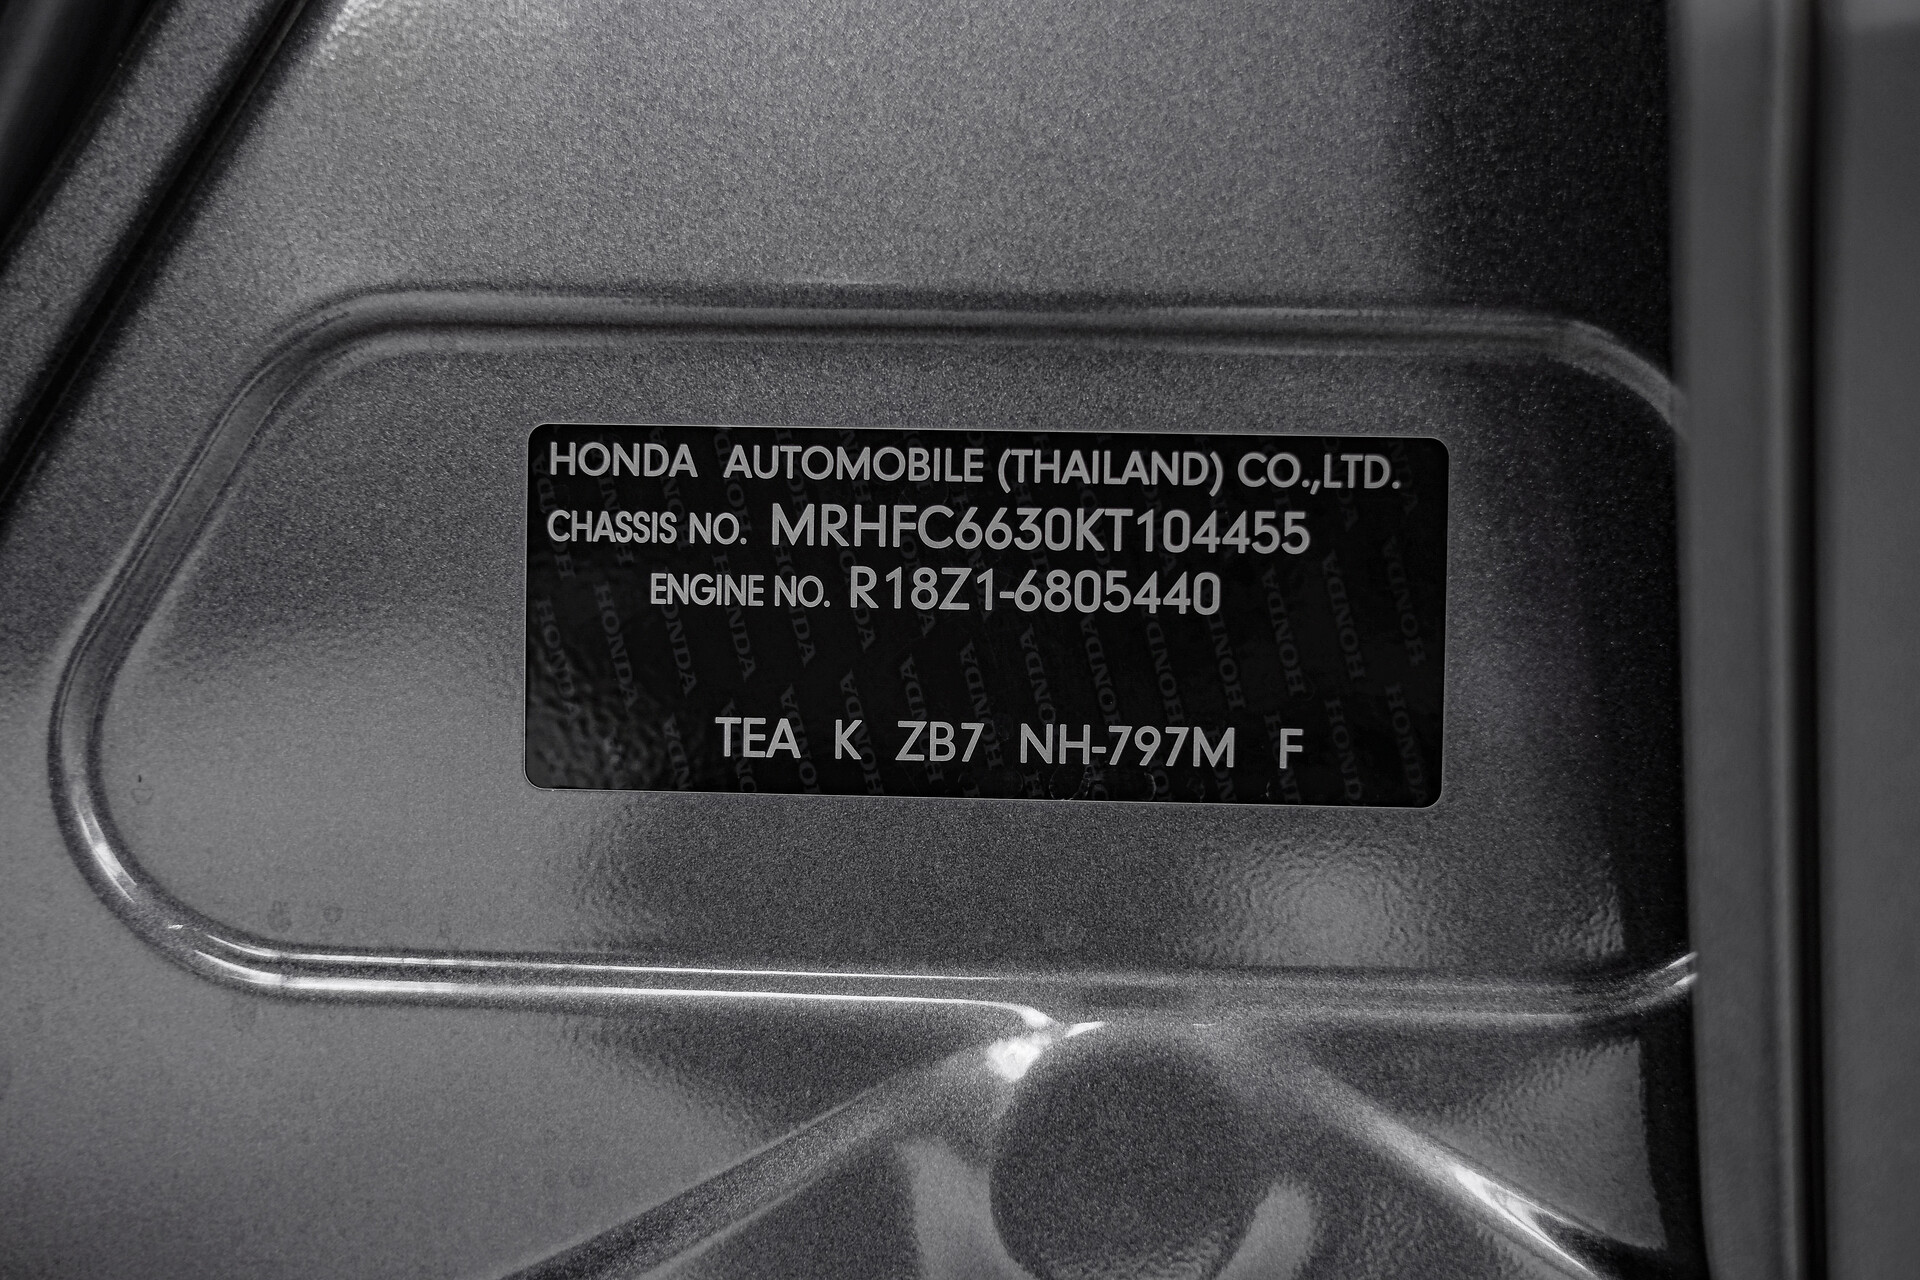 HONDA AUTOMOBILE (THAILAND) CO.,LTD.
CHASSIS NO. MRHFC6630KT104455
ENGINE NO. R18Z1-6805440
TEA K ZB7 NH-797M F